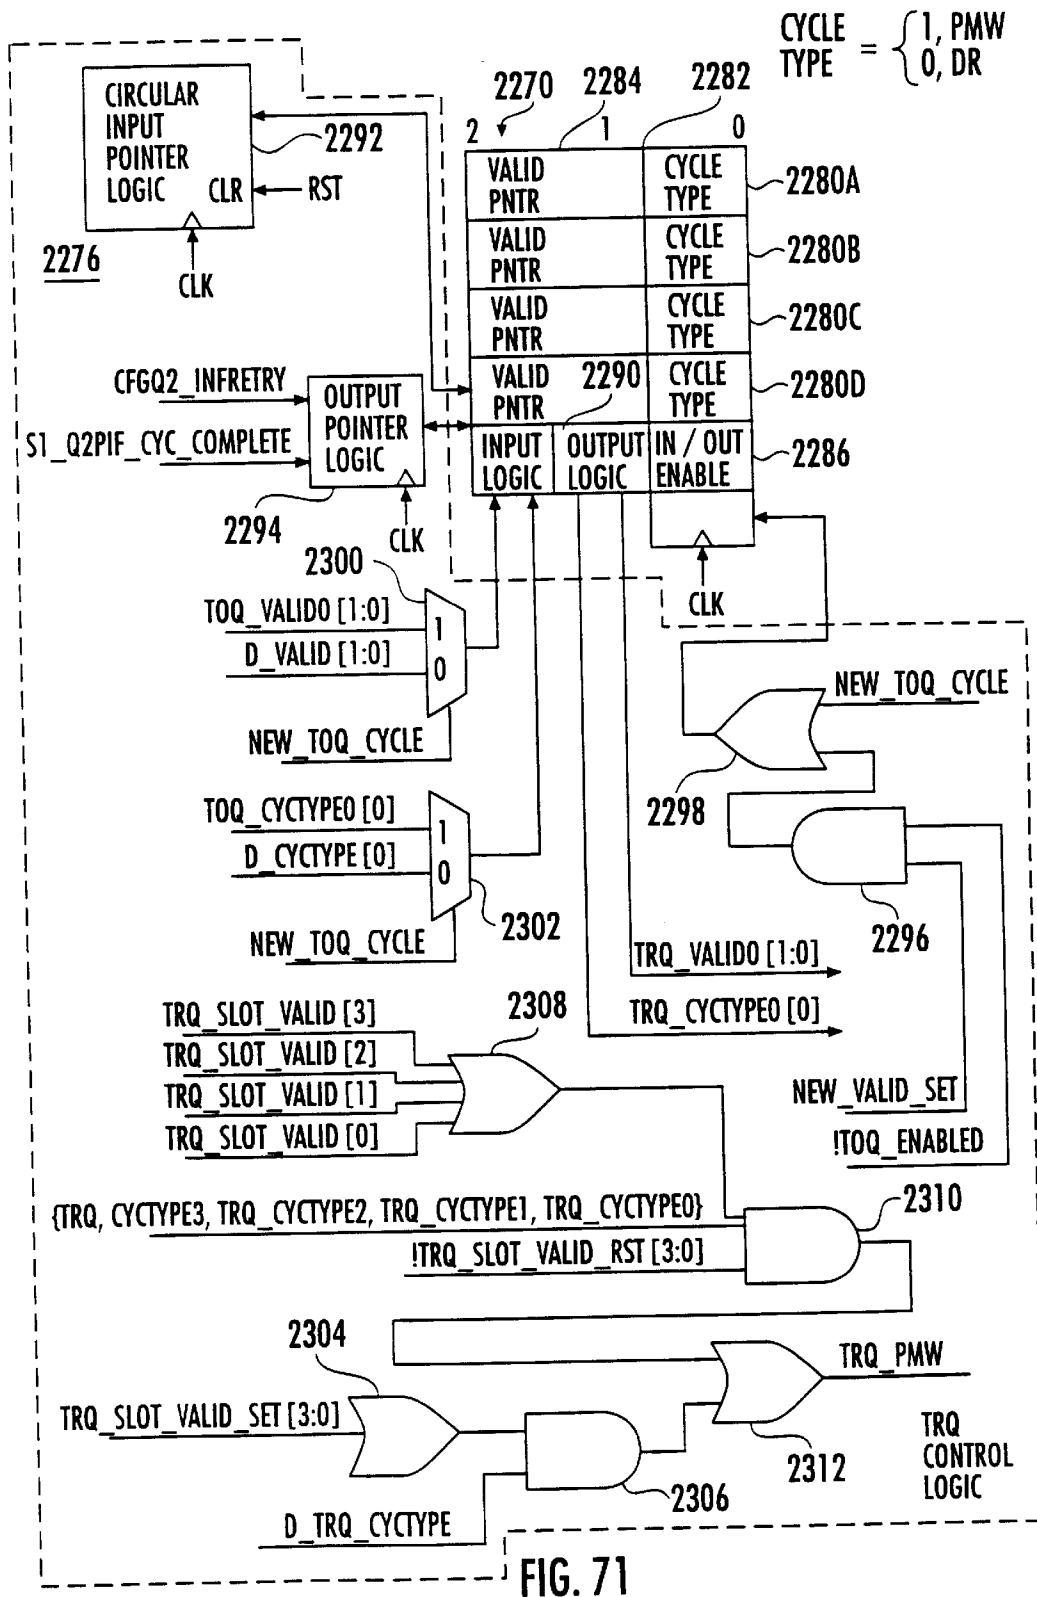 CYCLE TYPE = { 1, PMW
0, DR
CIRCULAR
INPUT
POINTER
LOGIC
CLR
2292
RST
2276
CLK
2270
2284
2282
2 1 0
VALID PNTR
CYCLE TYPE
2280A
VALID PNTR
CYCLE TYPE
2280B
VALID PNTR
CYCLE TYPE
2280C
VALID PNTR
2290
CYCLE TYPE
2280D
INPUT LOGIC
OUTPUT LOGIC
IN / OUT ENABLE
2286
CLK
CFGQ2_INFRETRY
S1_Q2PIF_CYC_COMPLETE
OUTPUT
POINTER
LOGIC
2294
CLK
2300
TOQ_VALID0 [1:0]
D_VALID [1:0]
1
0
NEW_TOQ_CYCLE
NEW_TOQ_CYCLE
2298
TOQ_CYCTYPE0 [0]
D_CYCTYPE [0]
1
0
2302
NEW_TOQ_CYCLE
2296
TRQ_VALID0 [1:0]
TRQ_CYCTYPE0 [0]
NEW_VALID_SET
!TOQ_ENABLED
TRQ_SLOT_VALID [3]
TRQ_SLOT_VALID [2]
TRQ_SLOT_VALID [1]
TRQ_SLOT_VALID [0]
2308
{TRQ, CYCTYPE3, TRQ_CYCTYPE2, TRQ_CYCTYPE1, TRQ_CYCTYPE0}
!TRQ_SLOT_VALID_RST [3:0]
2310
2304
TRQ_SLOT_VALID_SET [3:0]
D_TRQ_CYCTYPE
2306
2312
TRQ_PMW
TRQ
CONTROL
LOGIC
FIG. 71